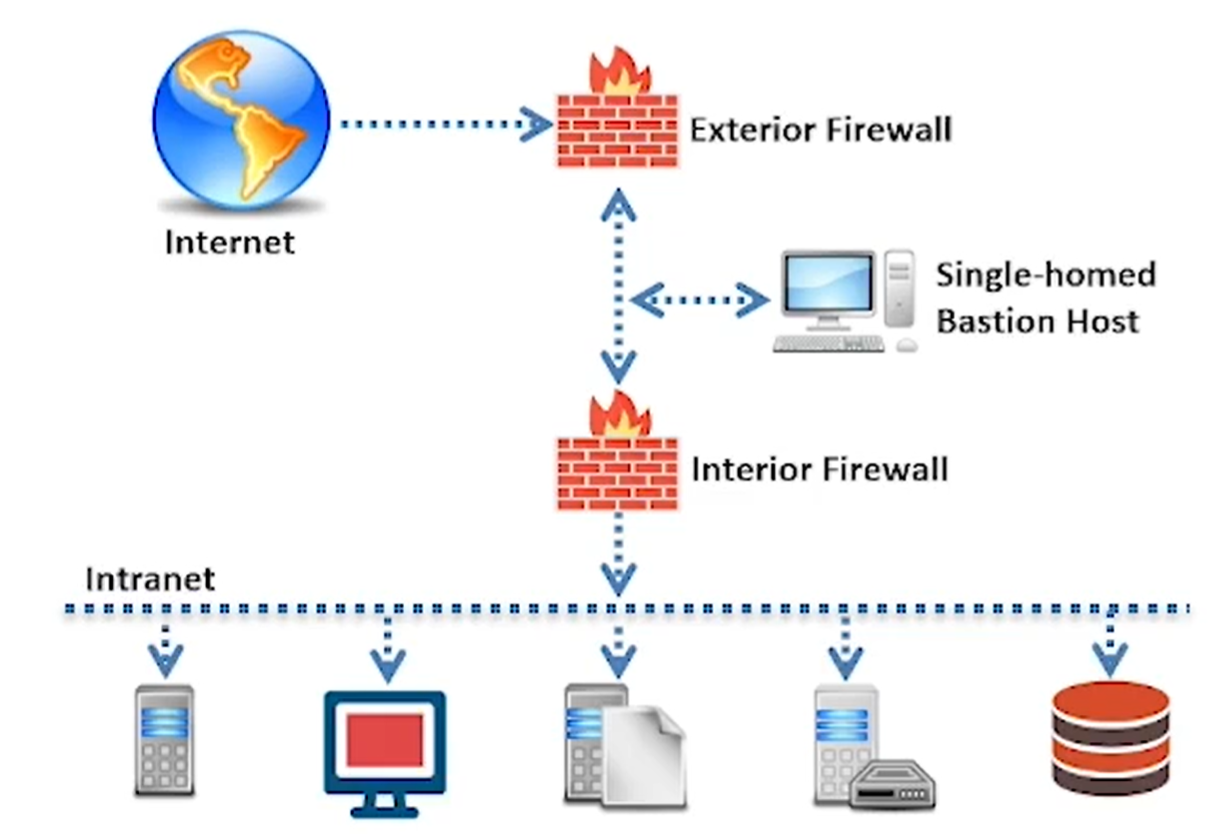 Internet
Exterior Firewall
Single-homed
Bastion Host
Interior Firewall
Intranet